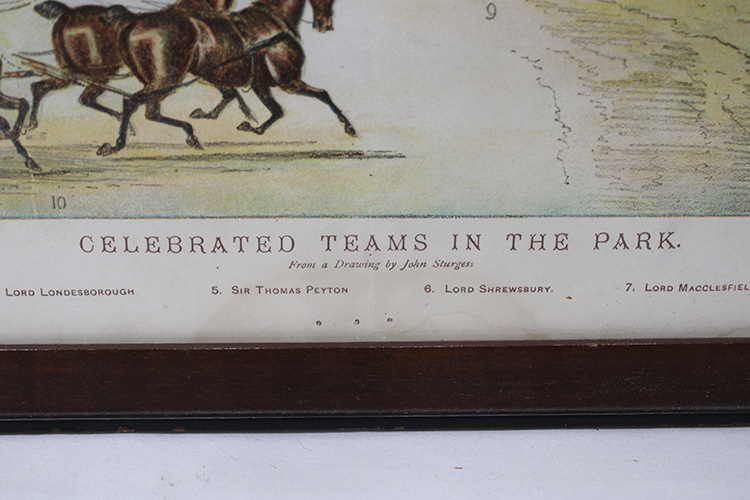 9
10
CELEBRATED TEAMS IN THE PARK.
From a Drawing by John Sturgess
LORD LONDESBOROUGH. 5. SIR THOMAS PEYTON 6. LORD SHREWSBURY. 7. LORD MACCLESFIEL